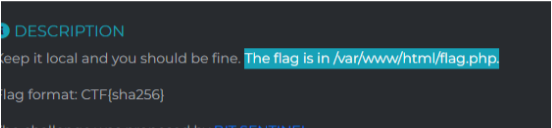 DESCRIPTION
Keep it local and you should be fine. The flag is in /var/www/html/flag.php.
Flag format: CTF{sha256}